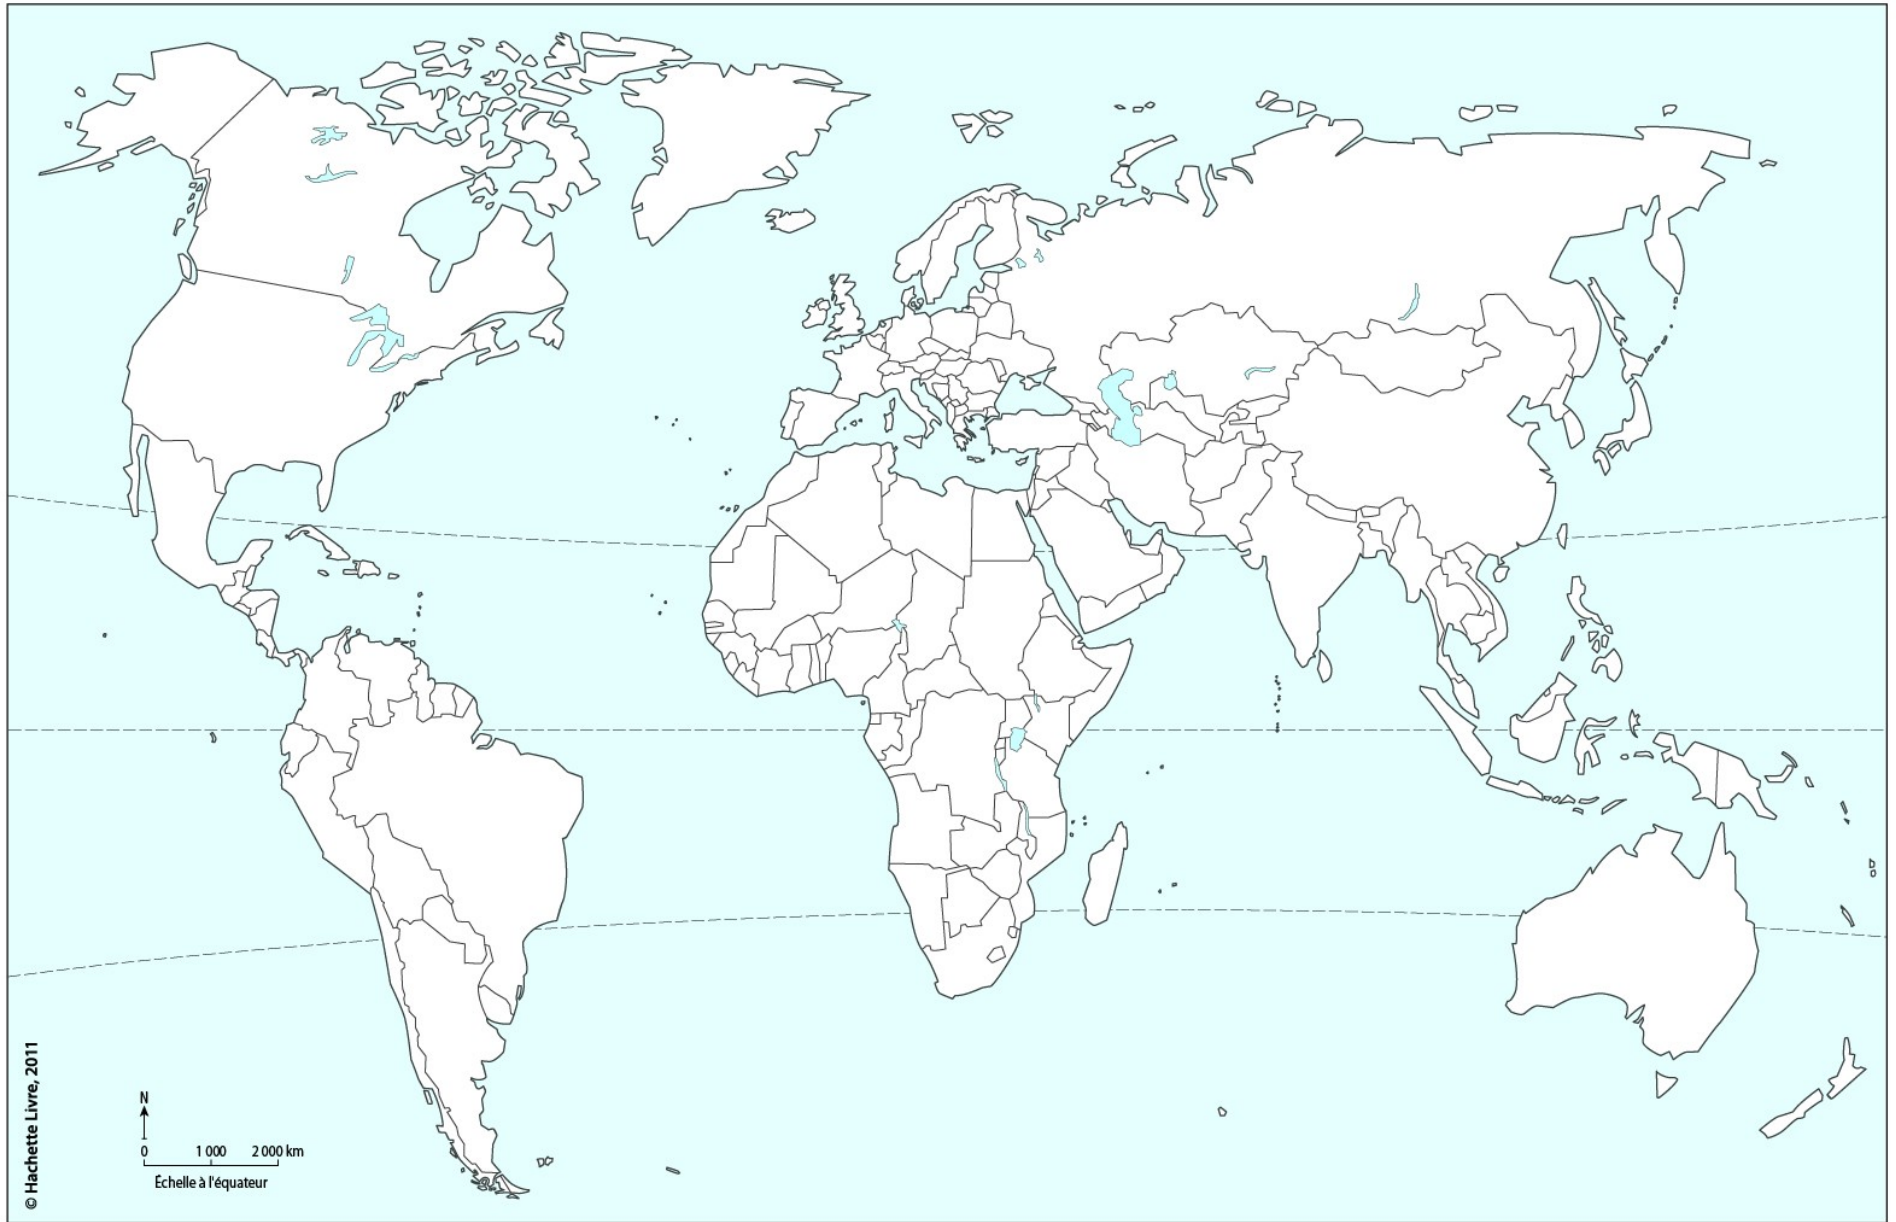 © Hachette Livre, 2011
N
0 1 000 2 000 km
Échelle à l'équateur